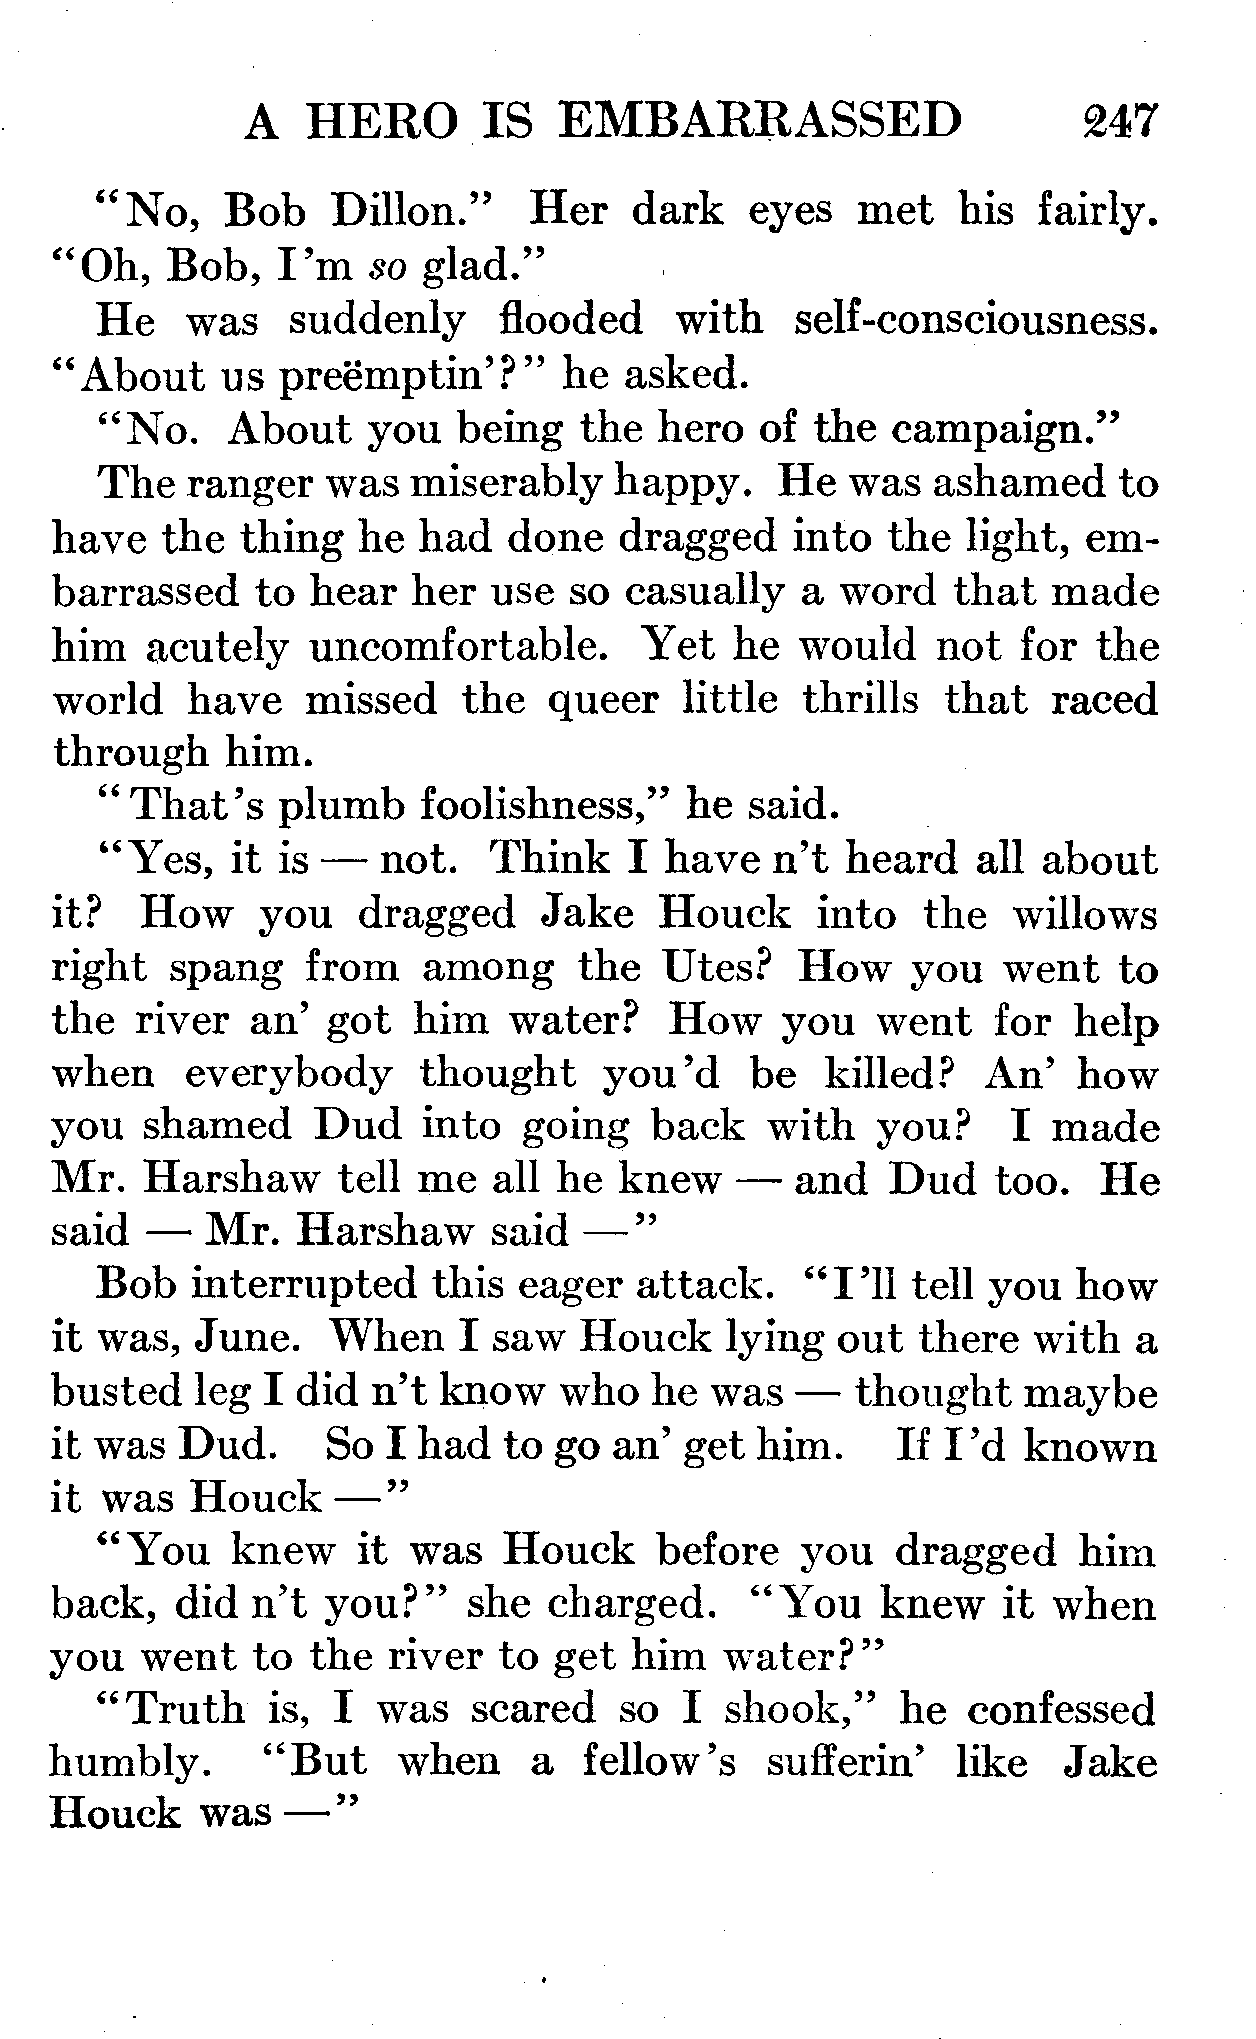 A HERO IS EMBARRASSED 247
“No, Bob Dillon.” Her dark eyes met his fairly.
“Oh, Bob, I’m so glad.”
He was suddenly flooded with self-consciousness.
“About us preëmptin’?” he asked.
“No. About you being the hero of the campaign.”
The ranger was miserably happy. He was ashamed to
have the thing he had done dragged into the light, em-
barrassed to hear her use so casually a word that made
him acutely uncomfortable. Yet he would not for the
world have missed the queer little thrills that raced
through him.
“That’s plumb foolishness,” he said.
“Yes, it is — not. Think I have n’t heard all about
it? How you dragged Jake Houck into the willows
right spang from among the Utes? How you went to
the river an’ got him water? How you went for help
when everybody thought you’d be killed? An’ how
you shamed Dud into going back with you? I made
Mr. Harshaw tell me all he knew — and Dud too. He
said — Mr. Harshaw said —”
Bob interrupted this eager attack. “I’ll tell you how
it was, June. When I saw Houck lying out there with a
busted leg I did n’t know who he was — thought maybe
it was Dud. So I had to go an’ get him. If I’d known
it was Houck —”
“You knew it was Houck before you dragged him
back, did n’t you?” she charged. “You knew it when
you went to the river to get him water?”
“Truth is, I was scared so I shook,” he confessed
humbly. “But when a fellow’s sufferin’ like Jake
Houck was —”